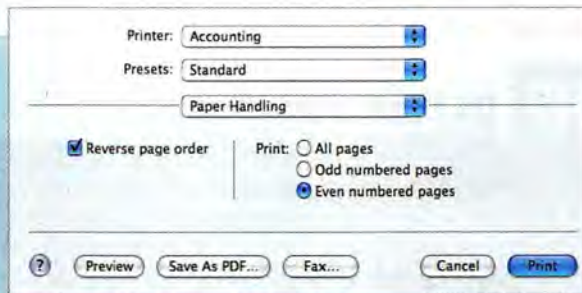 Printer: Accounting
Presets: Standard
Paper Handling
Reverse page order Print: All pages
Odd numbered pages
Even numbered pages
? Preview Save As PDF... Fax... Cancel Print